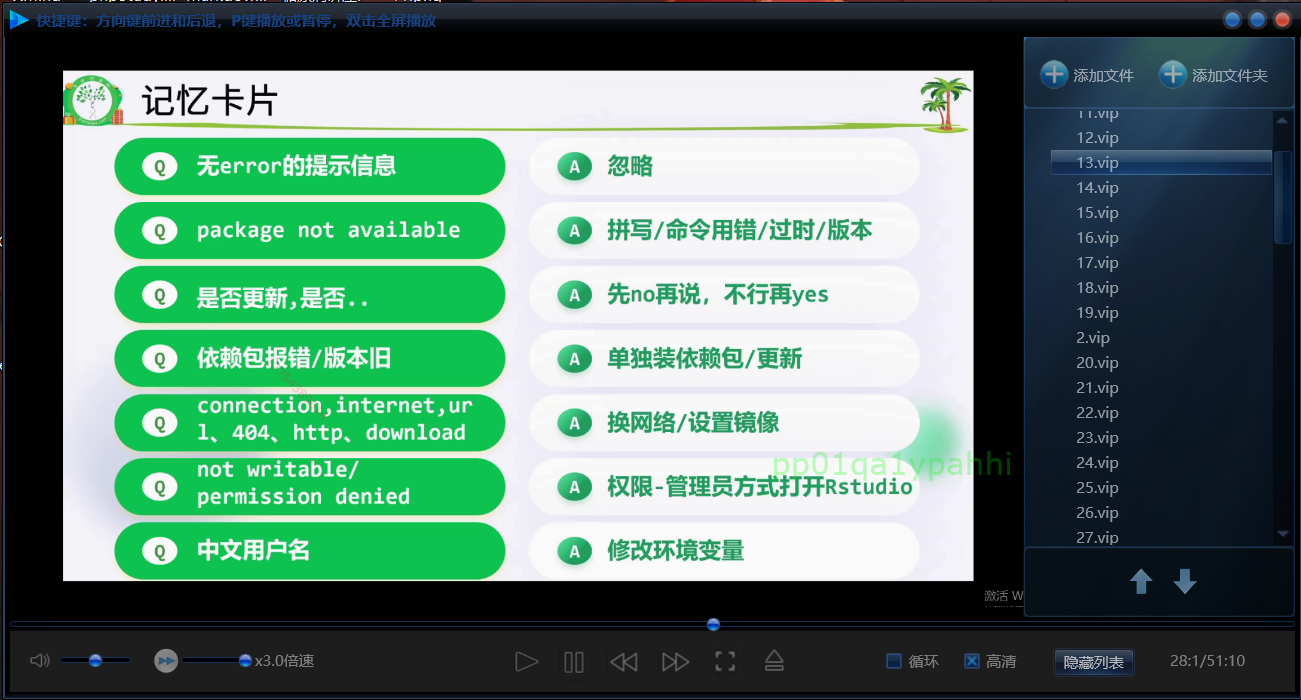 快捷键: 方向键前进和后退, P键播放或暂停, 双击全屏播放
添加文件 添加文件夹
记忆卡片
Q 无error的提示信息 A 忽略
Q package not available A 拼写/命令用错/过时/版本
Q 是否更新,是否.. A 先no再说, 不行再yes
Q 依赖包报错/版本旧 A 单独装依赖包/更新
Q connection,internet,ur
l、404、http、download
A 换网络/设置镜像
Q not writable/
permission denied
A 权限-管理员方式打开Rstudio
Q 中文用户名 A 修改环境变量
pp01qa1ypahhi
11.vip
12.vip
13.vip
14.vip
15.vip
16.vip
17.vip
18.vip
19.vip
2.vip
20.vip
21.vip
22.vip
23.vip
24.vip
25.vip
26.vip
27.vip
激活 W
x3.0倍速
循环 高清 隐藏列表 28:1/51:10